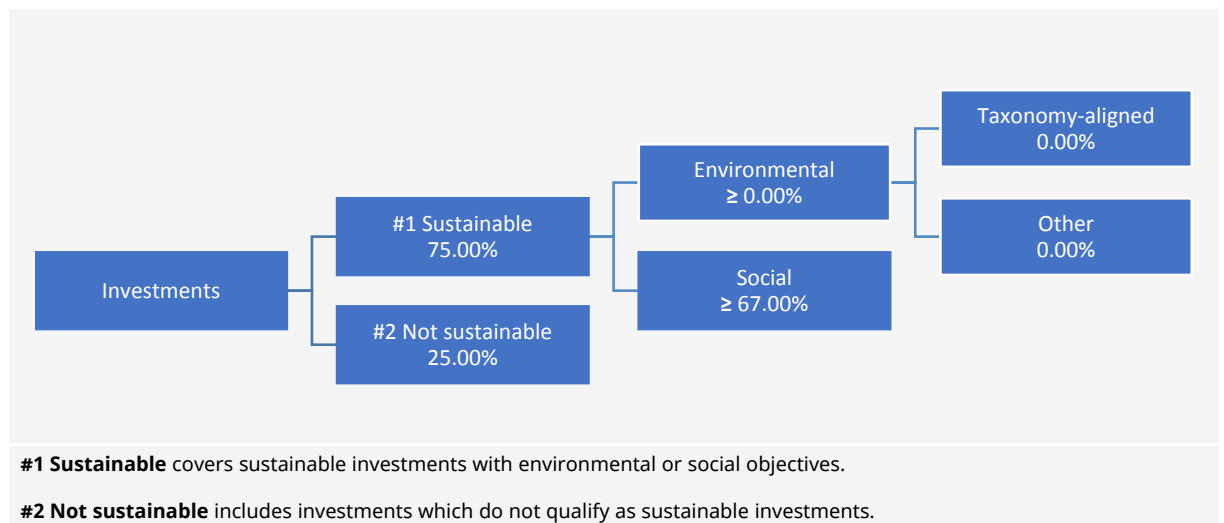 Investments
#1 Sustainable
75.00%
#2 Not sustainable
25.00%
Environmental
≥ 0.00%
Social
≥ 67.00%
Taxonomy-aligned
0.00%
Other
0.00%
#1 Sustainable covers sustainable investments with environmental or social objectives.
#2 Not sustainable includes investments which do not qualify as sustainable investments.